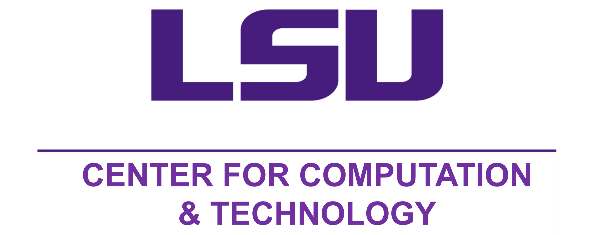 LSU
CENTER FOR COMPUTATION
& TECHNOLOGY